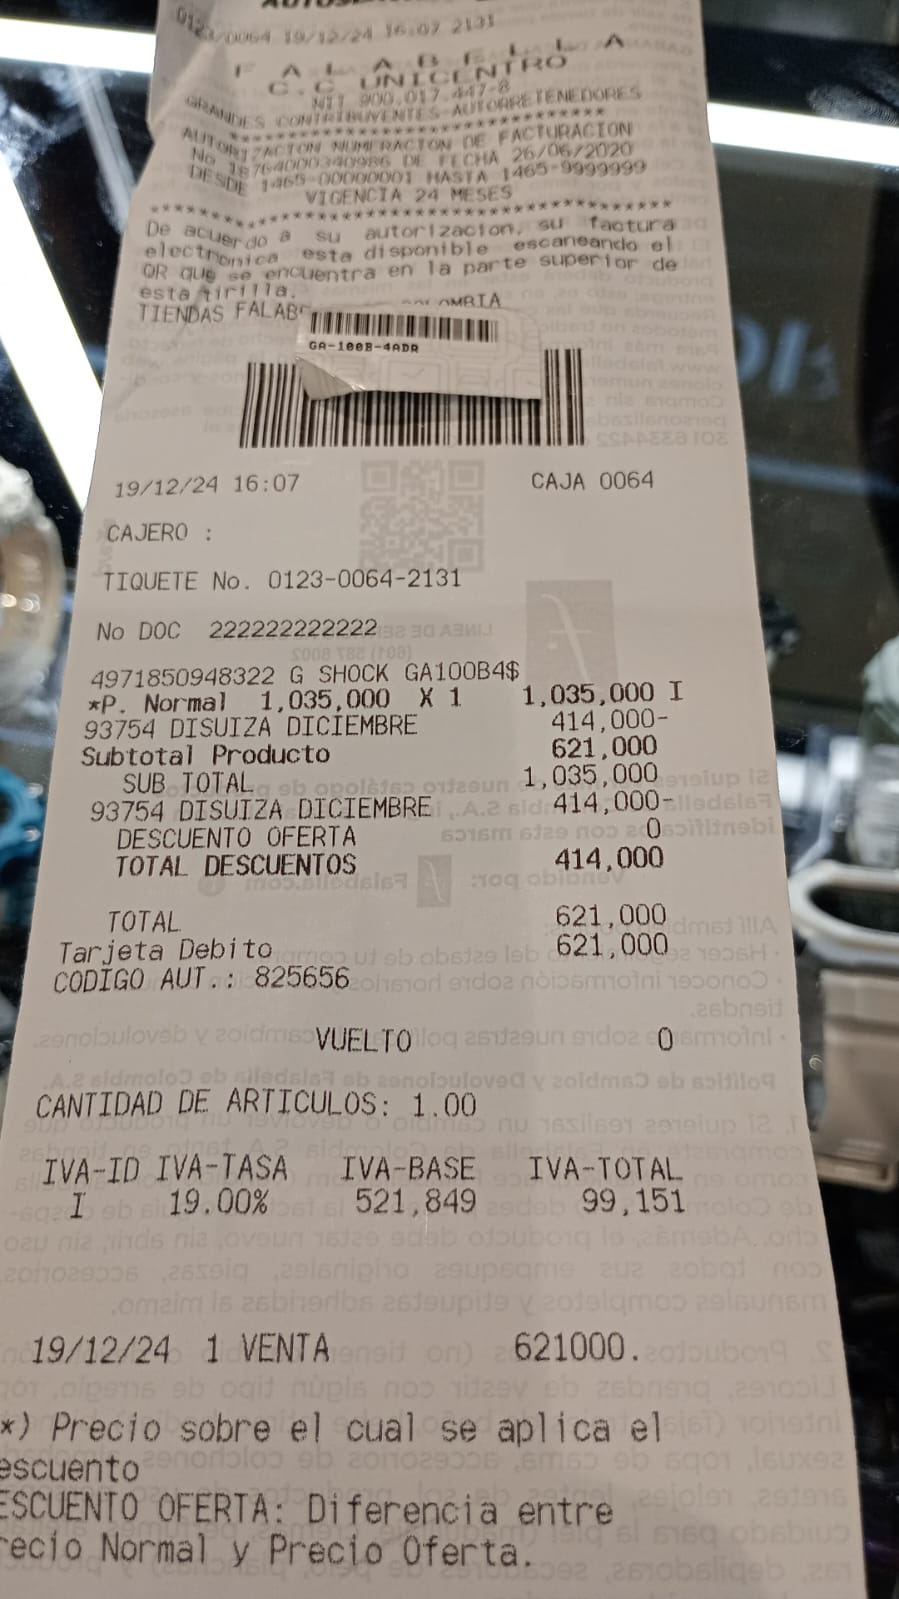 0123/0064 19/12/24 16:07 2131
F A L A B E L L A
C.C UNICENTRO
NIT 900.017.447-8
GRANDES CONTRIBUYENTES-AUTORRETENEDORES
************************************
AUTORIZACION NUMERACION DE FACTURACION
No 18764000340986 DE FECHA 26/06/2020
DESDE 1465-00000001 HASTA 1465-9999999
VIGENCIA 24 MESES
****************************************
De acuerdo a su autorizacion, su factura
electronica esta disponible escaneando el
QR que se encuentra en la parte superior de
esta tirilla.
TIENDAS FALAB
GA-100B-4ADR
19/12/24 16:07 CAJA 0064
CAJERO :
TIQUETE No. 0123-0064-2131
No DOC 222222222222
4971850948322 G SHOCK GA100B4$
*P. Normal 1,035,000 X 1 1,035,000 I
93754 DISUIZA DICIEMBRE 414,000-
Subtotal Producto 621,000
SUB TOTAL 1,035,000
93754 DISUIZA DICIEMBRE 414,000-
DESCUENTO OFERTA 0
TOTAL DESCUENTOS 414,000
TOTAL 621,000
Tarjeta Debito 621,000
CODIGO AUT.: 825656
VUELTO 0
CANTIDAD DE ARTICULOS: 1.00
IVA-ID IVA-TASA IVA-BASE IVA-TOTAL
I 19.00% 521,849 99,151
19/12/24 1 VENTA 621000.
*) Precio sobre el cual se aplica el
escuento
ESCUENTO OFERTA: Diferencia entre
recio Normal y Precio Oferta.